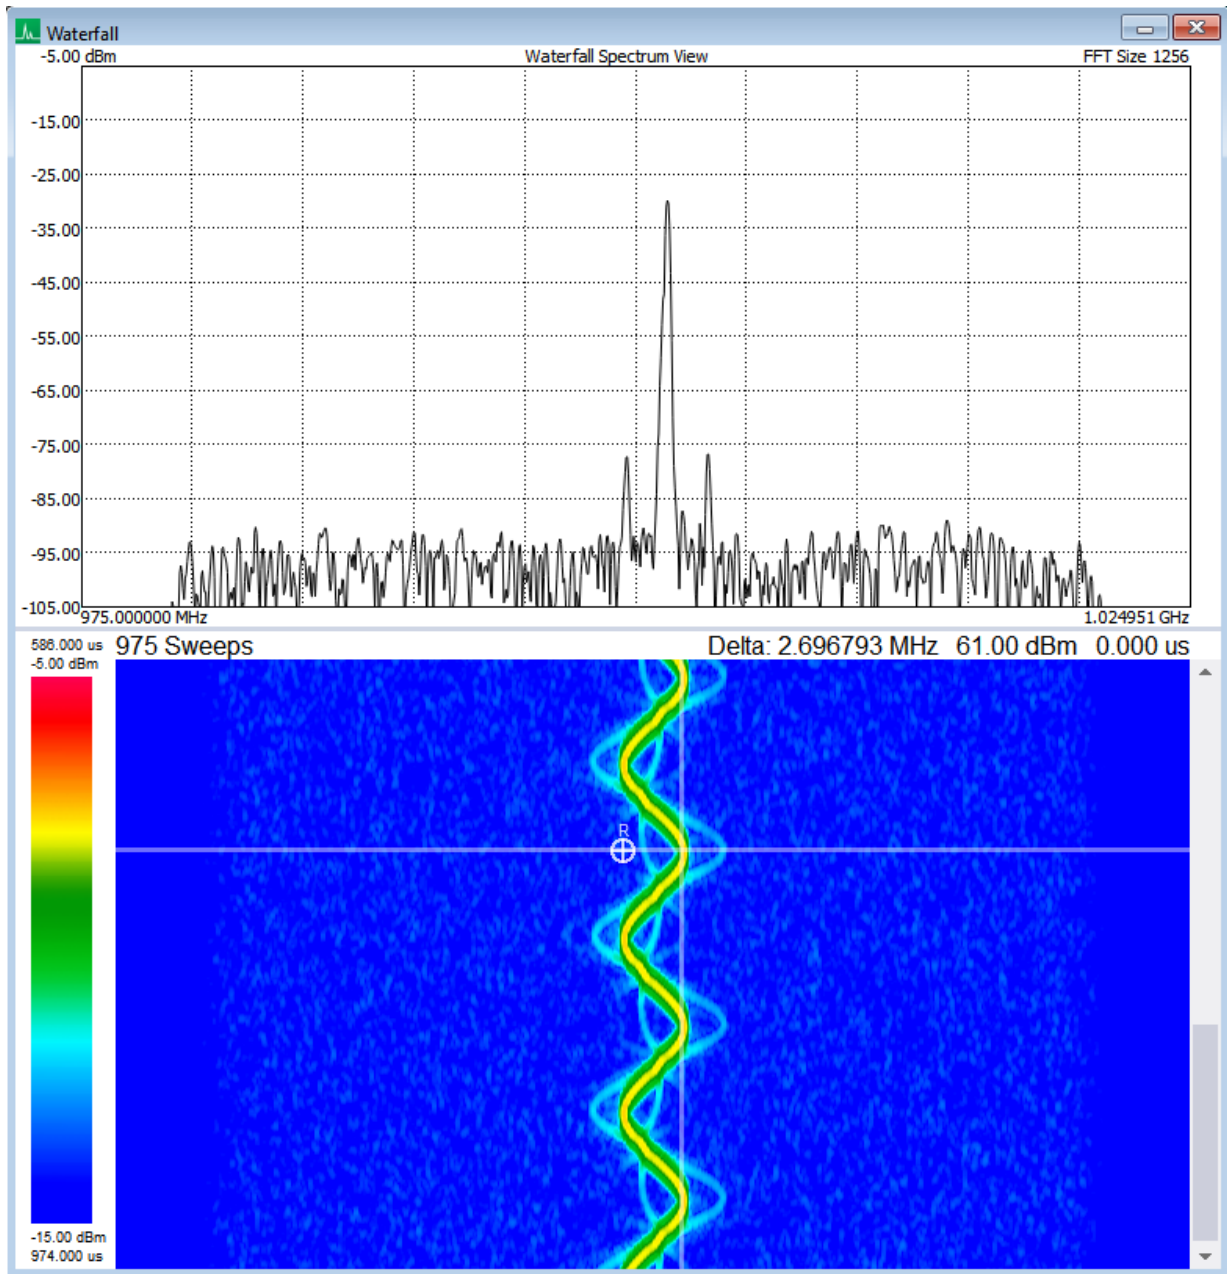 Waterfall
-5.00 dBm Waterfall Spectrum View FFT Size 1256
-15.00
-25.00
-35.00
-45.00
-55.00
-65.00
-75.00
-85.00
-95.00
-105.00
975.000000 MHz 1.024951 GHz
586.000 us 975 Sweeps Delta: 2.696793 MHz 61.00 dBm 0.000 us
-5.00 dBm
R
-15.00 dBm
974.000 us